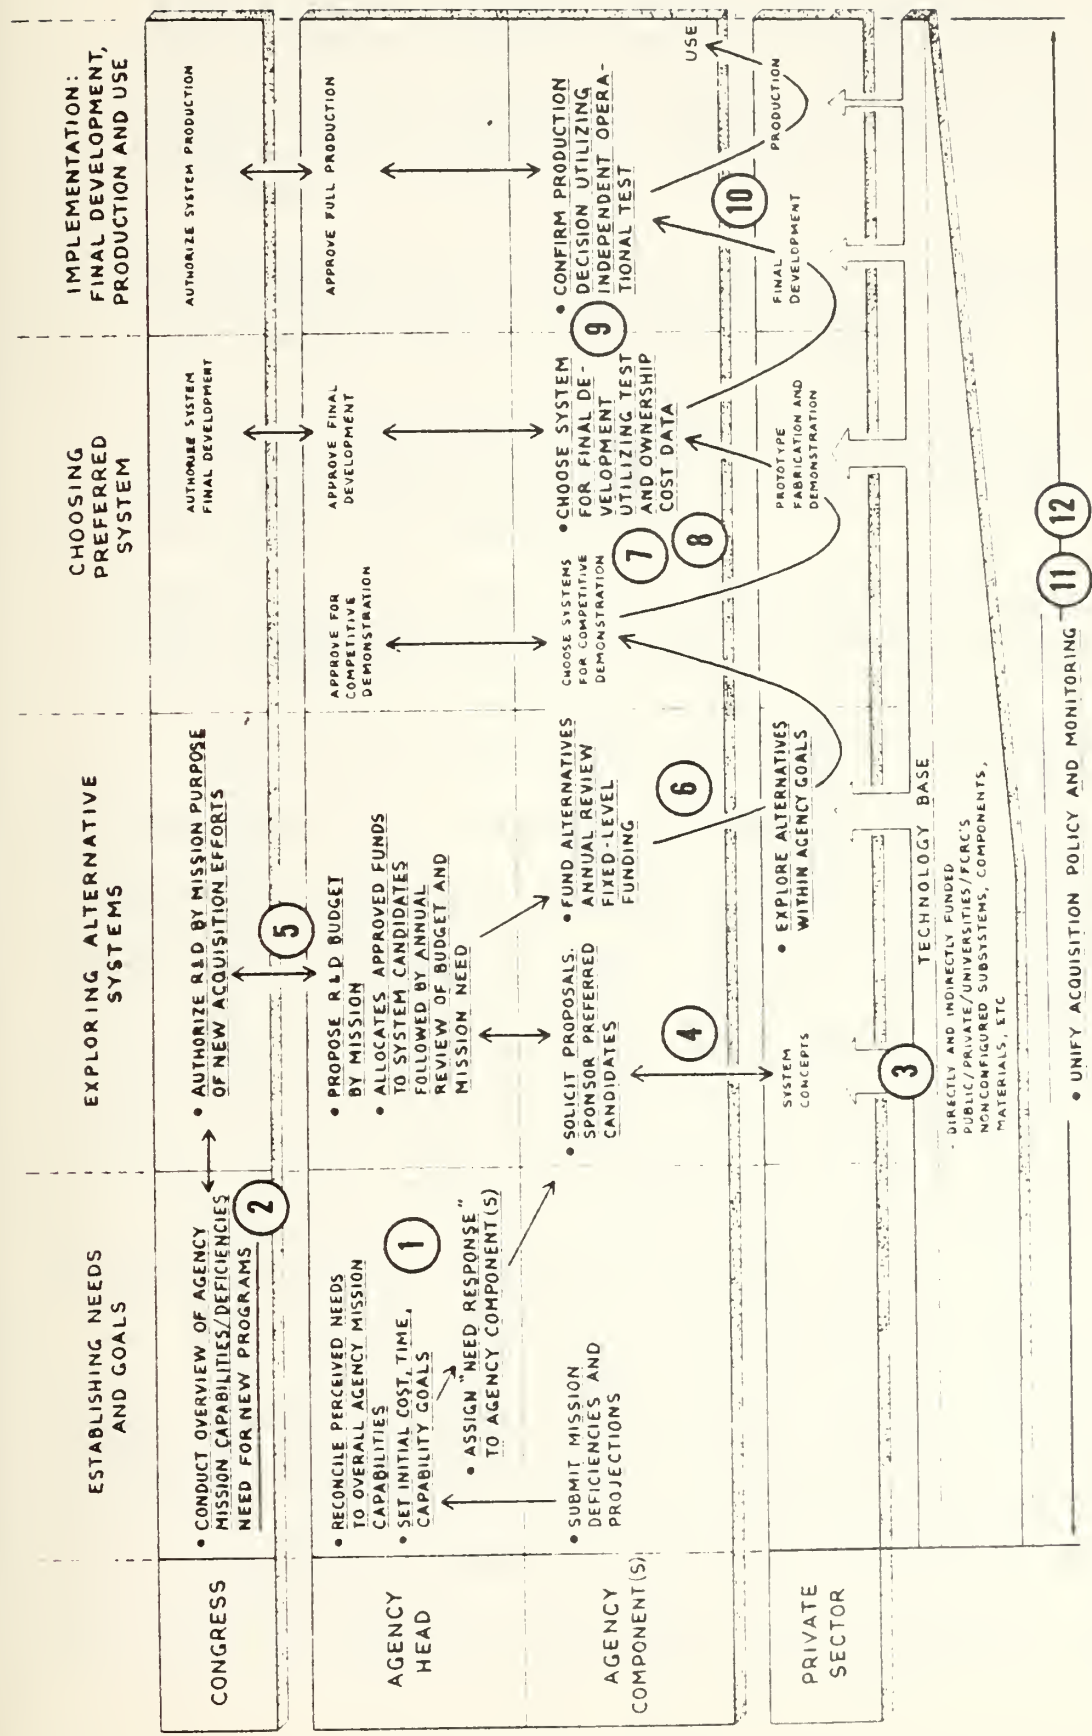 ESTABLISHING NEEDS
AND GOALS
EXPLORING ALTERNATIVE
SYSTEMS
CHOOSING
PREFERRED
SYSTEM
IMPLEMENTATION:
FINAL DEVELOPMENT,
PRODUCTION AND USE
CONGRESS
• CONDUCT OVERVIEW OF AGENCY
MISSION CAPABILITIES/DEFICIENCIES
NEED FOR NEW PROGRAMS
2
• AUTHORIZE R&D BY MISSION PURPOSE
OF NEW ACQUISITION EFFORTS
5
AUTHORIZE SYSTEM
FINAL DEVELOPMENT
AUTHORIZE SYSTEM PRODUCTION
AGENCY
HEAD
• RECONCILE PERCEIVED NEEDS
TO OVERALL AGENCY MISSION
CAPABILITIES
• SET INITIAL COST, TIME,
CAPABILITY GOALS
1
• ASSIGN "NEED RESPONSE"
TO AGENCY COMPONENT(S)
• PROPOSE R&D BUDGET
BY MISSION
• ALLOCATES APPROVED FUNDS
TO SYSTEM CANDIDATES
FOLLOWED BY ANNUAL
REVIEW OF BUDGET AND
MISSION NEED
APPROVE FOR
COMPETITIVE
DEMONSTRATION
APPROVE FINAL
DEVELOPMENT
APPROVE FULL PRODUCTION
AGENCY
COMPONENT(S)
• SUBMIT MISSION
DEFICIENCIES AND
PROJECTIONS
• SOLICIT PROPOSALS.
SPONSOR PREFERRED
CANDIDATES
4
• FUND ALTERNATIVES
ANNUAL REVIEW
FIXED-LEVEL
FUNDING
6
CHOOSE SYSTEMS
FOR COMPETITIVE
DEMONSTRATION
7
8
• CHOOSE SYSTEM
FOR FINAL DE-
VELOPMENT
UTILIZING TEST
AND OWNERSHIP
COST DATA
9
• CONFIRM PRODUCTION
DECISION UTILIZING
INDEPENDENT OPERA-
TIONAL TEST
10
USE
PRIVATE
SECTOR
SYSTEM
CONCEPTS
3
• EXPLORE ALTERNATIVES
WITHIN AGENCY GOALS
PROTOTYPE
FABRICATION AND
DEMONSTRATION
FINAL
DEVELOPMENT
PRODUCTION
TECHNOLOGY BASE
- DIRECTLY AND INDIRECTLY FUNDED
PUBLIC/PRIVATE/UNIVERSITIES/FCRC'S
NONCONFIGURED SUBSYSTEMS, COMPONENTS,
MATERIALS, ETC
• UNIFY ACQUISITION POLICY AND MONITORING
11
12